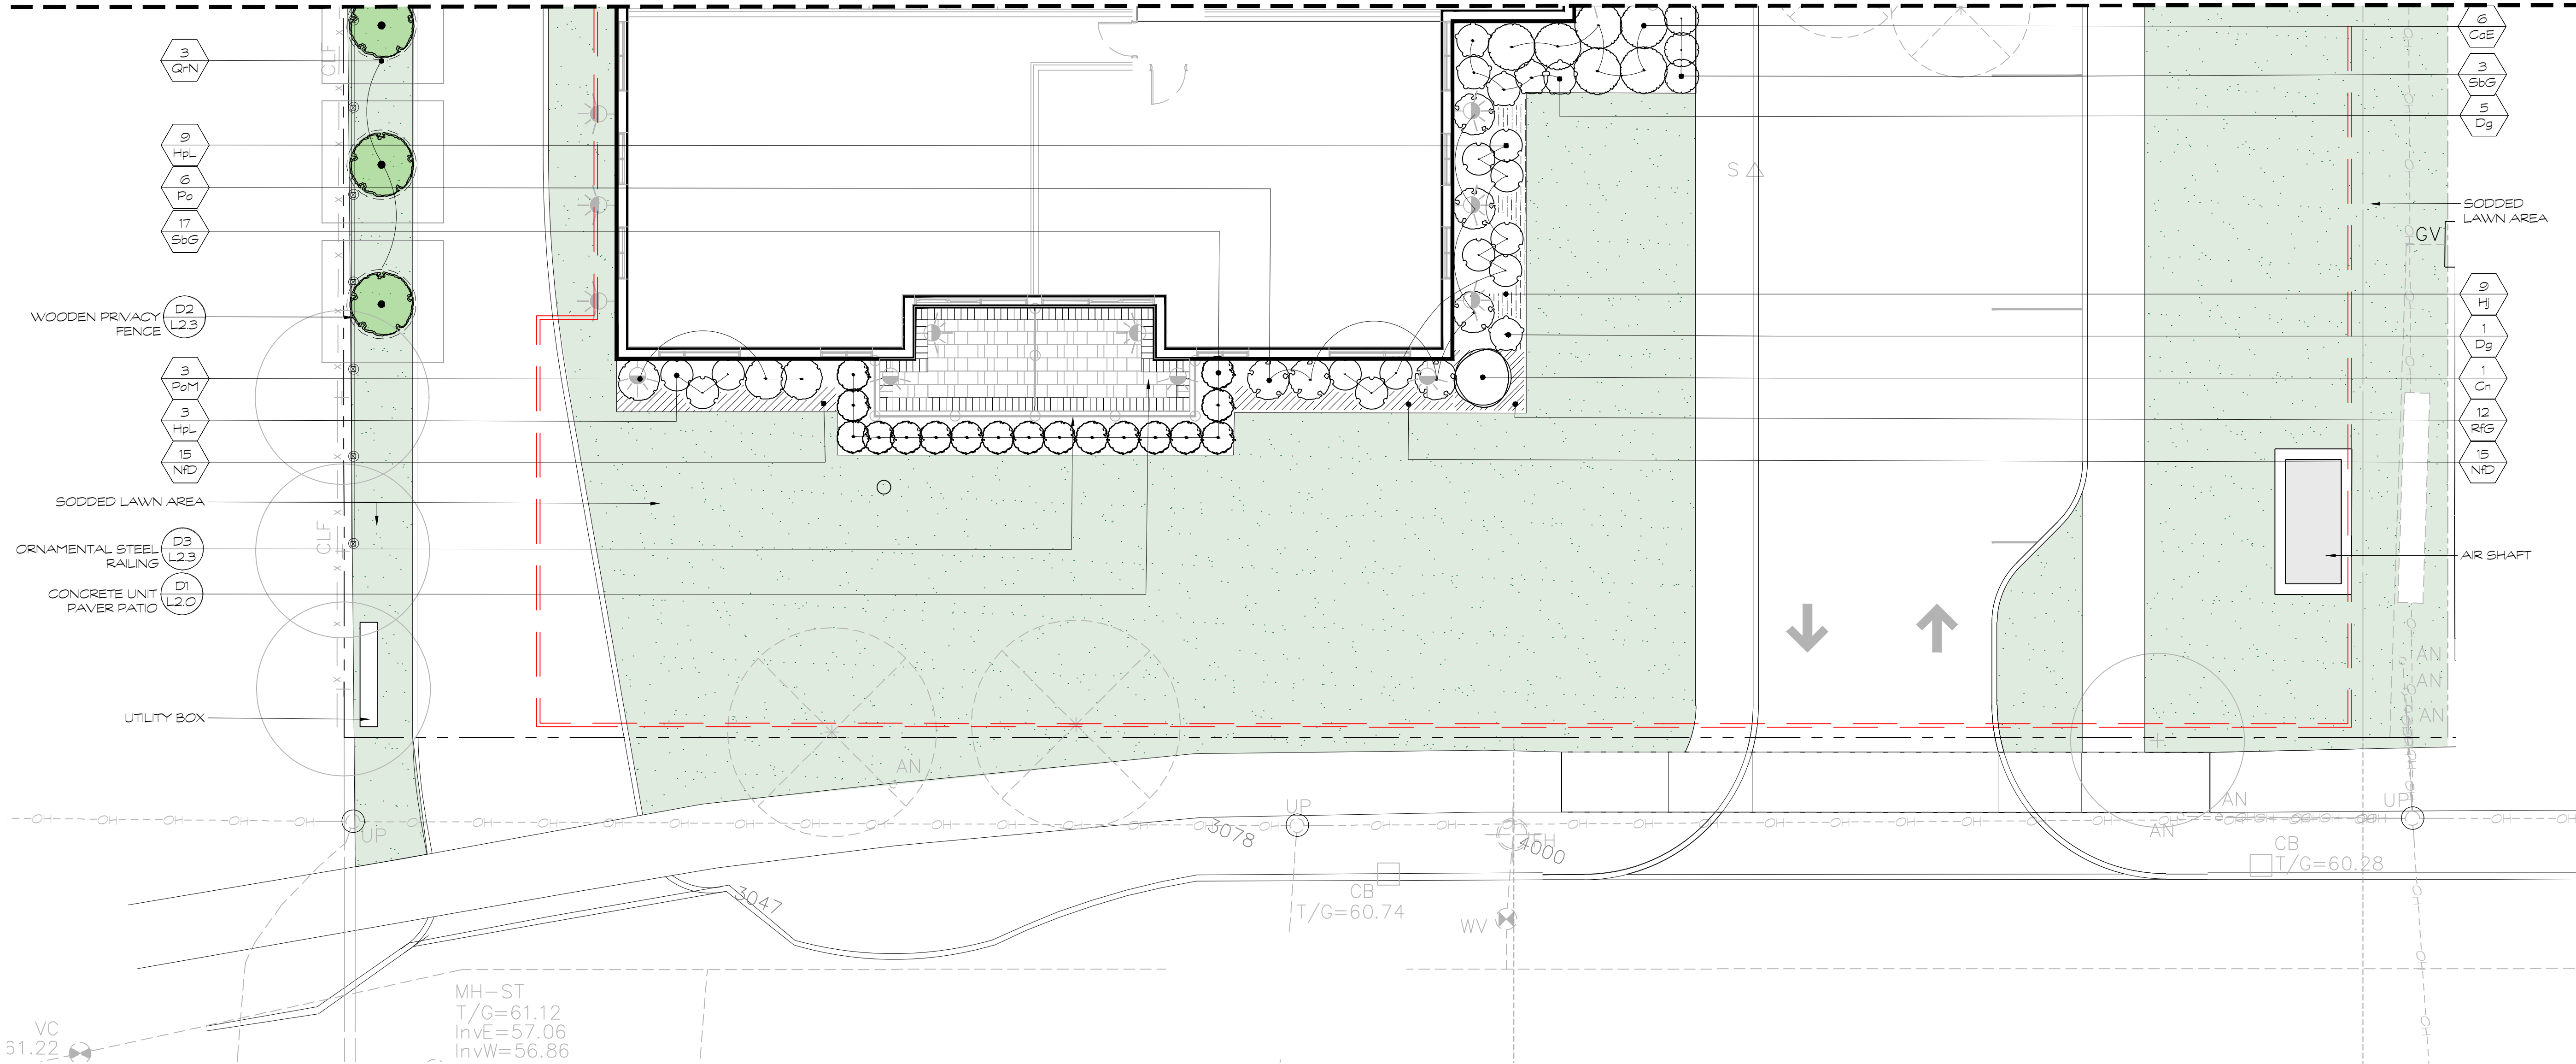 3
QrN
9
HpL
6
Po
17
SbG
WOODEN PRIVACY
FENCE
D2
L2.3
3
PoM
3
HpL
15
NfD
SODDED LAWN AREA
ORNAMENTAL STEEL
RAILING
D3
L2.3
CONCRETE UNIT
PAVER PATIO
D1
L2.0
UTILITY BOX
CLF
CLF
S
6
CaE
3
SbG
5
Dg
SODDED
LAWN AREA
GV
9
Hj
1
Dg
1
Cn
12
RfG
15
NfD
AIR SHAFT
AN
AN
AN
AN
AN
AN
UP
UP
UP
OH
3078
4000
FH
3047
CB
T/G=60.74
CB
T/G=60.28
WV
MH-ST
T/G=61.12
InvE=57.06
InvW=56.86
VC
61.22